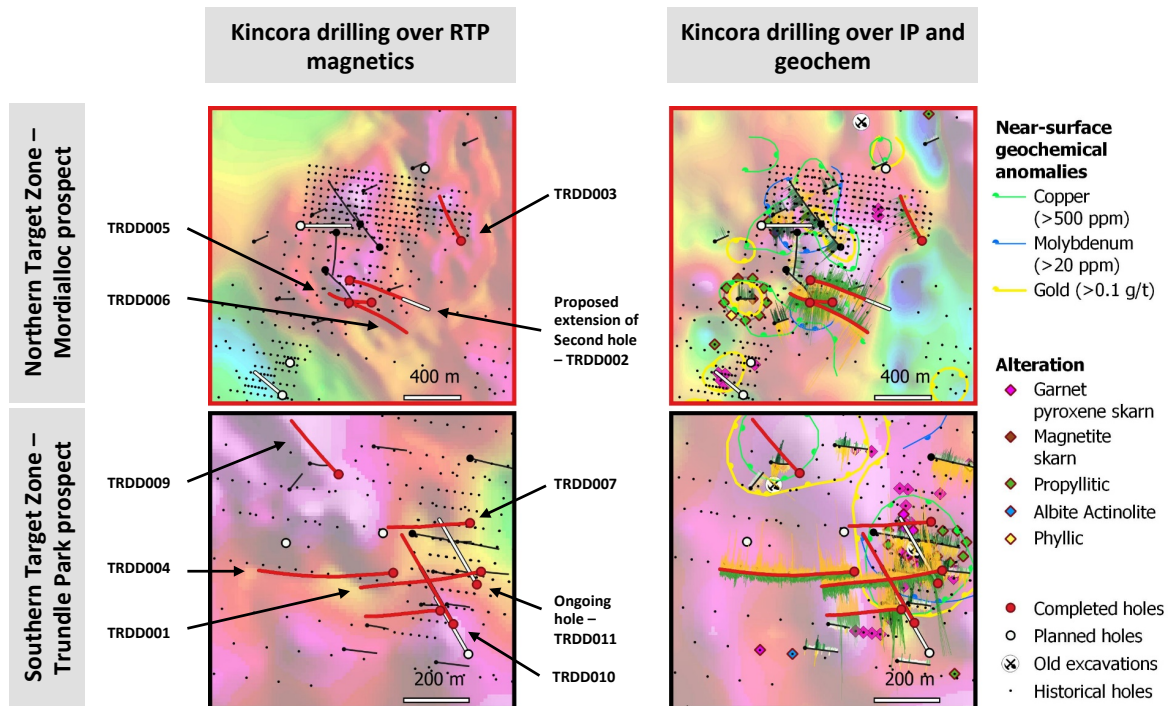 Kincora drilling over RTP
magnetics
Kincora drilling over IP and
geochem
Northern Target Zone –
Mordialloc prospect
TRDD005
TRDD006
400 m
TRDD003
Proposed
extension of
Second hole
– TRDD002
400 m
Near-surface
geochemical
anomalies
Copper
(>500 ppm)
Molybdenum
(>20 ppm)
Gold (>0.1 g/t)
Alteration
Garnet
pyroxene skarn
Magnetite
skarn
Propyllitic
Albite Actinolite
Phyllic
Completed holes
Planned holes
Old excavations
Historical holes
Southern Target Zone –
Trundle Park prospect
TRDD009
TRDD004
TRDD001
200 m
TRDD007
Ongoing
hole –
TRDD011
TRDD010
200 m